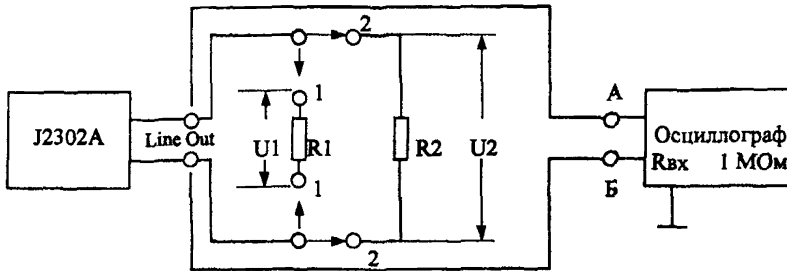 J2302A
Line Out
2
1
U1
R1
1
2
R2
U2
А
Б
Осциллограф
Rвх 1 МОм